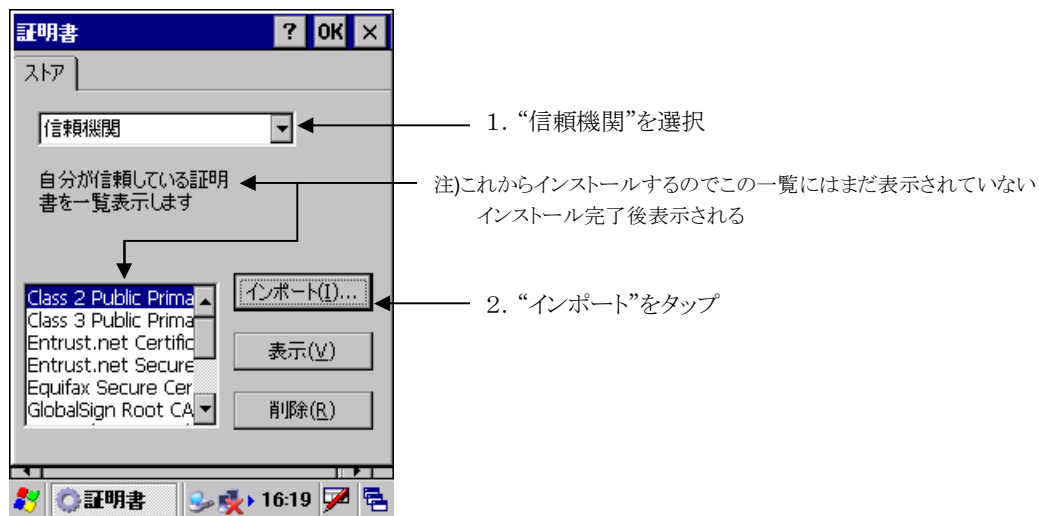 証明書 ? OK ×
ストア
信頼機関
1. “信頼機関”を選択
自分が信頼している証明
書を一覧表示します
注)これからインストールするのでこの一覧にはまだ表示されていない
インストール完了後表示される
Class 2 Public Prima
Class 3 Public Prima
Entrust.net Certific
Entrust.net Secure
Equifax Secure Cer
GlobalSign Root CA
インポート(I)...
2. “インポート”をタップ
表示(V)
削除(R)
証明書 16:19